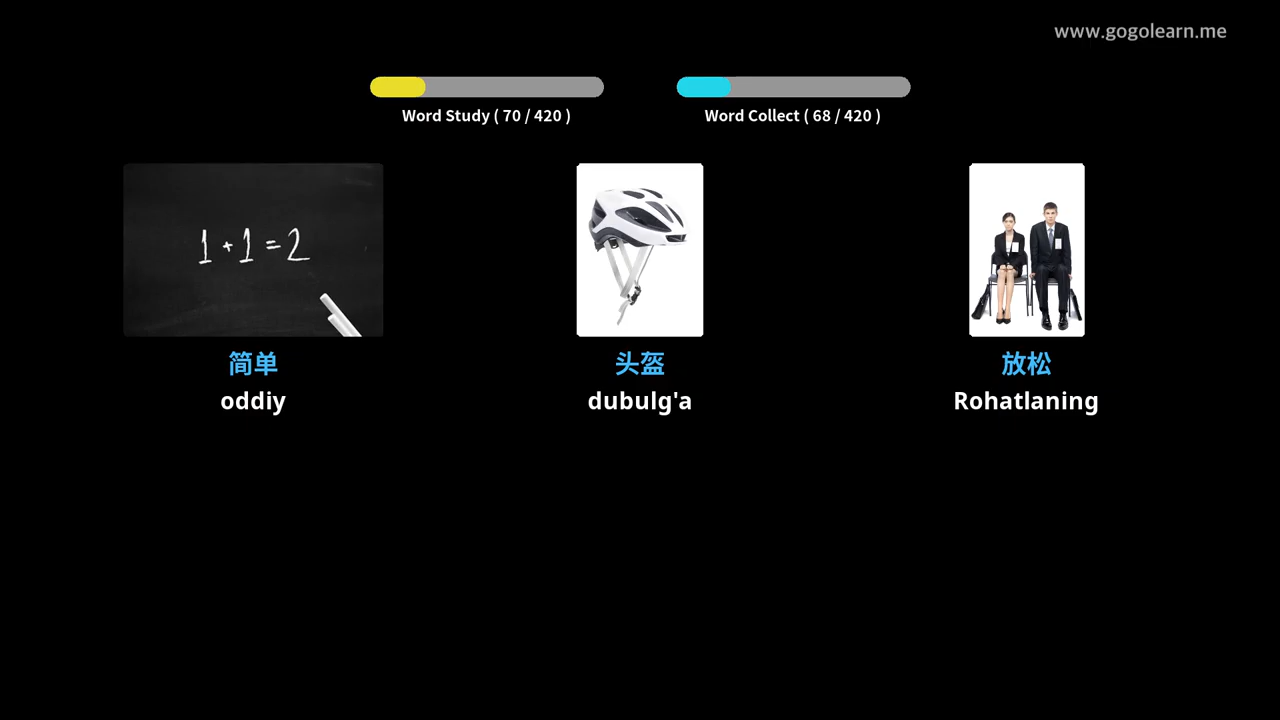 www.gogolearn.me
Word Study ( 70 / 420 )
Word Collect ( 68 / 420 )
1 + 1 = 2
简单
oddiy
头盔
dubulg'a
放松
Rohatlaning